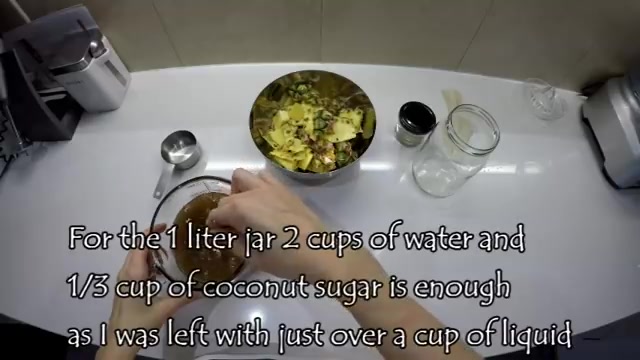 For the 1 liter jar 2 cups of water and
1/3 cup of coconut sugar is enough
as I was left with just over a cup of liquid